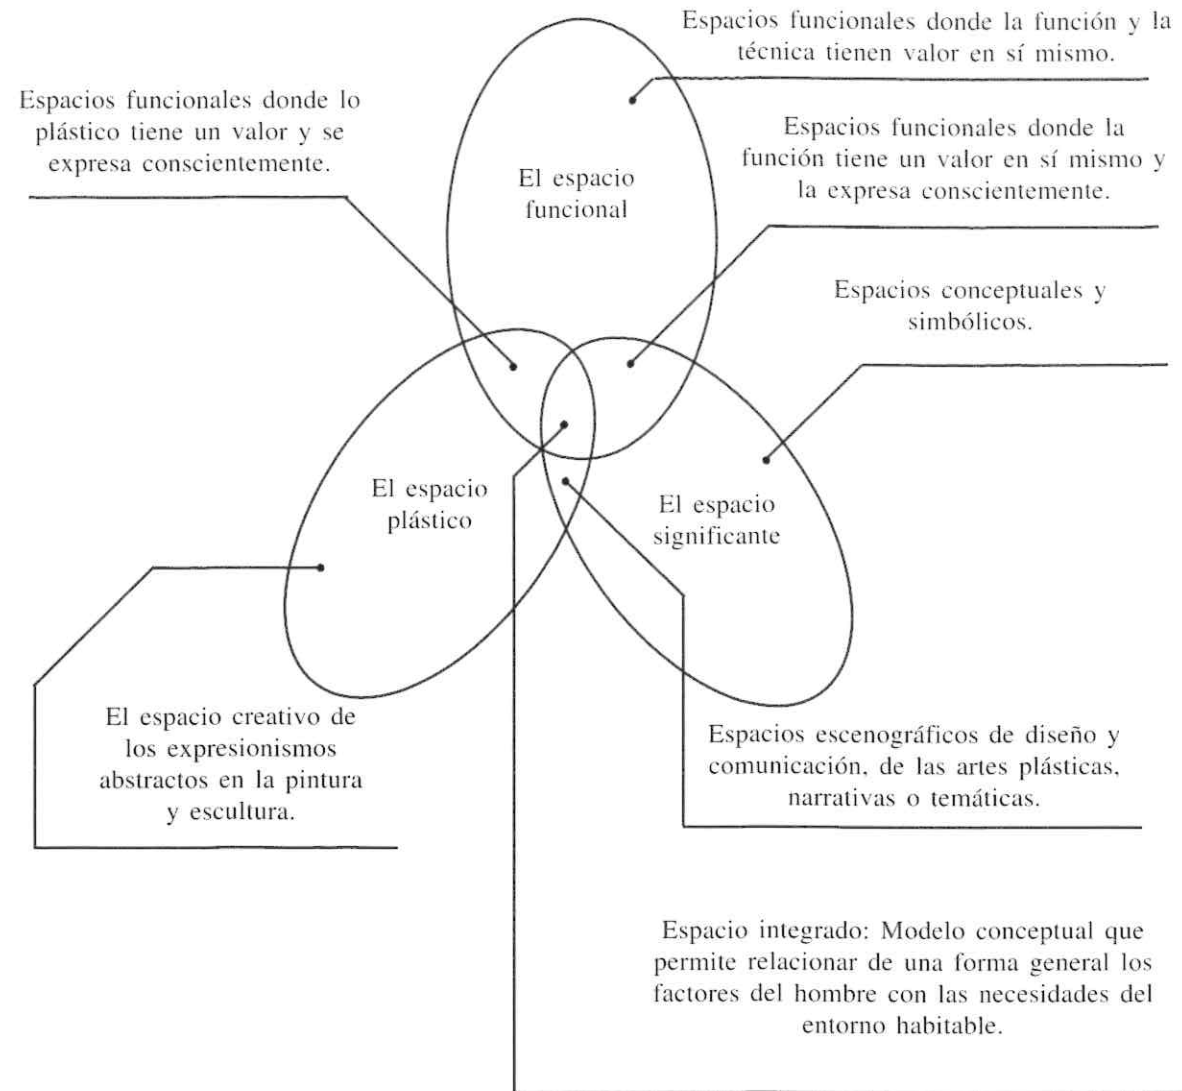 Espacios funcionales donde la función y la
técnica tienen valor en sí mismo.
Espacios funcionales donde lo
plástico tiene un valor y se
expresa conscientemente.
Espacios funcionales donde la
función tiene un valor en sí mismo y
la expresa conscientemente.
El espacio
funcional
Espacios conceptuales y
simbólicos.
El espacio
plástico
El espacio
significante
El espacio creativo de
los expresionismos
abstractos en la pintura
y escultura.
Espacios escenográficos de diseño y
comunicación, de las artes plásticas,
narrativas o temáticas.
Espacio integrado: Modelo conceptual que
permite relacionar de una forma general los
factores del hombre con las necesidades del
entorno habitable.